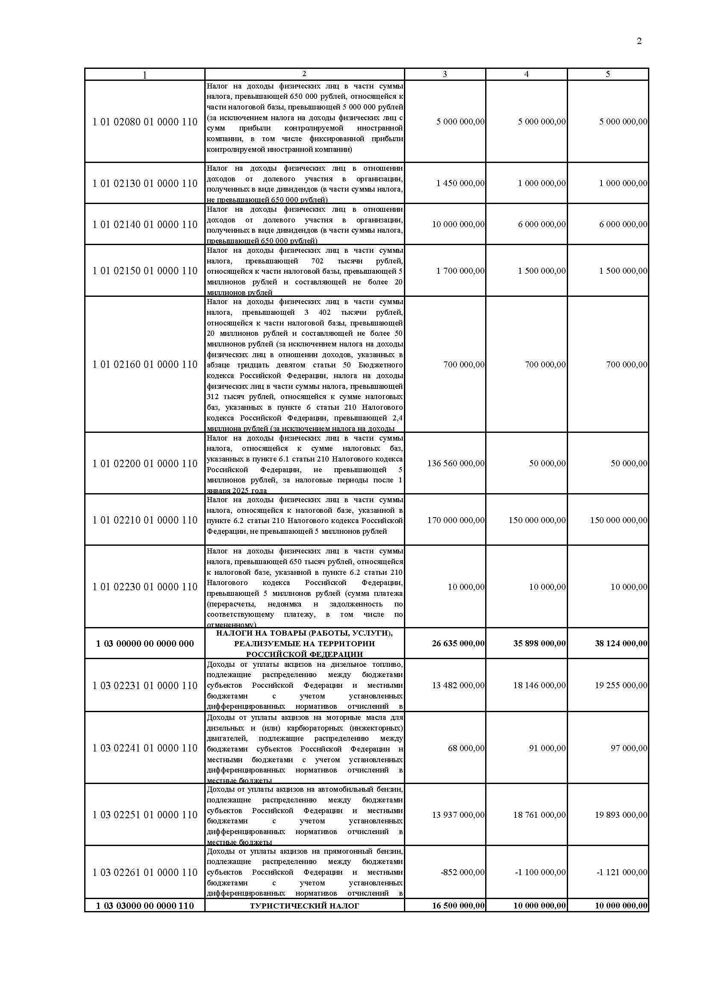 2
1 2 3 4 5
Налог на доходы физических лиц в части суммы
налога, превышающей 650 000 рублей, относящейся к
части налоговой базы, превышающей 5 000 000 рублей
(за исключением налога на доходы физических лиц с
сумм прибыли контролируемой иностранной
компании, в том числе фиксированной прибыли
контролируемой иностранной компании)
1 01 02080 01 0000 110 5 000 000,00 5 000 000,00 5 000 000,00
Налог на доходы физических лиц в отношении
доходов от долевого участия в организации,
полученных в виде дивидендов (в части суммы налога,
не превышающей 650 000 рублей)
1 01 02130 01 0000 110 1 450 000,00 1 000 000,00 1 000 000,00
Налог на доходы физических лиц в отношении
доходов от долевого участия в организации,
полученных в виде дивидендов (в части суммы налога,
превышающей 650 000 рублей)
1 01 02140 01 0000 110 10 000 000,00 6 000 000,00 6 000 000,00
Налог на доходы физических лиц в части суммы
налога, превышающей 702 тысячи рублей,
относящейся к части налоговой базы, превышающей 5
миллионов рублей и составляющей не более 20
миллионов рублей
1 01 02150 01 0000 110 1 700 000,00 1 500 000,00 1 500 000,00
Налог на доходы физических лиц в части суммы
налога, превышающей 3 402 тысячи рублей,
относящейся к части налоговой базы, превышающей
20 миллионов рублей и составляющей не более 50
миллионов рублей (за исключением налога на доходы
физических лиц в отношении доходов, указанных в
абзаце тридцать девятом статьи 50 Бюджетного
кодекса Российской Федерации, налога на доходы
физических лиц в части суммы налога, превышающей
312 тысяч рублей, относящейся к сумме налоговых
баз, указанных в пункте 6 статьи 210 Налогового
кодекса Российской Федерации, превышающей 2,4
миллиона рублей (за исключением налога на доходы
1 01 02160 01 0000 110 700 000,00 700 000,00 700 000,00
Налог на доходы физических лиц в части суммы
налога, относящейся к сумме налоговых баз,
указанных в пункте 6.1 статьи 210 Налогового кодекса
Российской Федерации, не превышающей 5
миллионов рублей, за налоговые периоды после 1
января 2025 года
1 01 02200 01 0000 110 136 560 000,00 50 000,00 50 000,00
Налог на доходы физических лиц в части суммы
налога, относящейся к налоговой базе, указанной в
пункте 6.2 статьи 210 Налогового кодекса Российской
Федерации, не превышающей 5 миллионов рублей
1 01 02210 01 0000 110 170 000 000,00 150 000 000,00 150 000 000,00
Налог на доходы физических лиц в части суммы
налога, превышающей 650 тысяч рублей, относящейся
к налоговой базе, указанной в пункте 6.2 статьи 210
Налогового кодекса Российской Федерации,
превышающей 5 миллионов рублей (сумма платежа
(перерасчеты, недоимка и задолженность по
соответствующему платежу, в том числе по
отмененному)
1 01 02230 01 0000 110 10 000,00 10 000,00 10 000,00
НАЛОГИ НА ТОВАРЫ (РАБОТЫ, УСЛУГИ),
РЕАЛИЗУЕМЫЕ НА ТЕРРИТОРИИ
РОССИЙСКОЙ ФЕДЕРАЦИИ
1 03 00000 00 0000 000 26 635 000,00 35 898 000,00 38 124 000,00
Доходы от уплаты акцизов на дизельное топливо,
подлежащие распределению между бюджетами
субъектов Российской Федерации и местными
бюджетами с учетом установленных
дифференцированных нормативов отчислений в
1 03 02231 01 0000 110 13 482 000,00 18 146 000,00 19 255 000,00
Доходы от уплаты акцизов на моторные масла для
дизельных и (или) карбюраторных (инжекторных)
двигателей, подлежащие распределению между
бюджетами субъектов Российской Федерации и
местными бюджетами с учетом установленных
дифференцированных нормативов отчислений в
местные бюджеты
1 03 02241 01 0000 110 68 000,00 91 000,00 97 000,00
Доходы от уплаты акцизов на автомобильный бензин,
подлежащие распределению между бюджетами
субъектов Российской Федерации и местными
бюджетами с учетом установленных
дифференцированных нормативов отчислений в
местные бюджеты
1 03 02251 01 0000 110 13 937 000,00 18 761 000,00 19 893 000,00
Доходы от уплаты акцизов на прямогонный бензин,
подлежащие распределению между бюджетами
субъектов Российской Федерации и местными
бюджетами с учетом установленных
дифференцированных нормативов отчислений в
1 03 02261 01 0000 110 -852 000,00 -1 100 000,00 -1 121 000,00
1 03 03000 00 0000 110 ТУРИСТИЧЕСКИЙ НАЛОГ 16 500 000,00 10 000 000,00 10 000 000,00